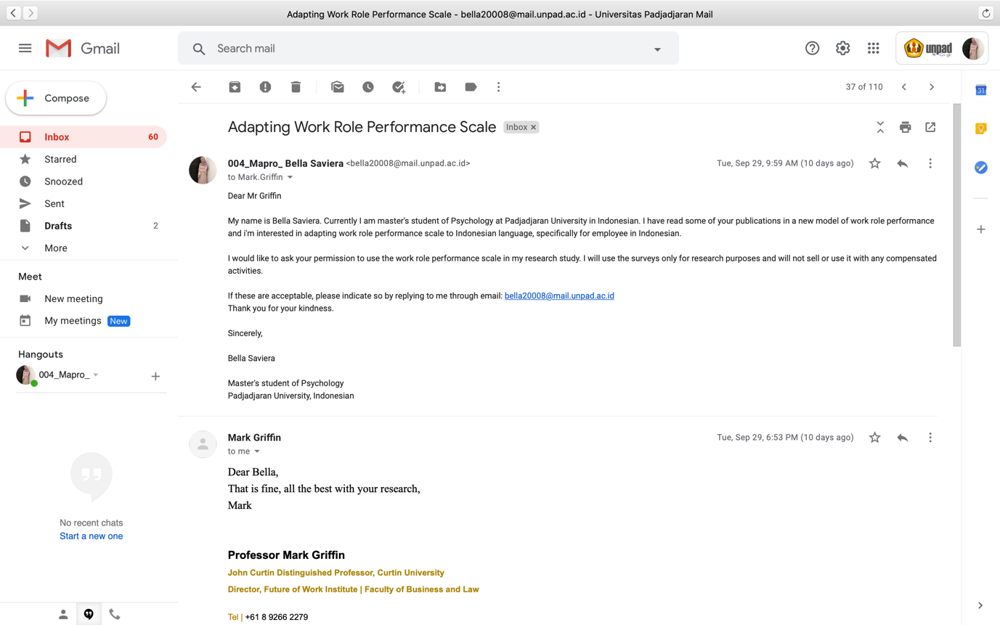 Adapting Work Role Performance Scale - bella20008@mail.unpad.ac.id - Universitas Padjadjaran Mail
Gmail
Search mail
unpad
by Google
Compose
37 of 110
31
Inbox 60
Starred
Snoozed
Sent
Drafts 2
More
Meet
New meeting
My meetings New
Hangouts
004_Mapro_
No recent chats
Start a new one
Adapting Work Role Performance Scale Inbox
004_Mapro_ Bella Saviera <bella20008@mail.unpad.ac.id> Tue, Sep 29, 9:59 AM (10 days ago)
to Mark.Griffin
Dear Mr Griffin
My name is Bella Saviera. Currently I am master's student of Psychology at Padjadjaran University in Indonesian. I have read some of your publications in a new model of work role performance
and i'm interested in adapting work role performance scale to Indonesian language, specifically for employee in Indonesian.
I would like to ask your permission to use the work role performance scale in my research study. I will use the surveys only for research purposes and will not sell or use it with any compensated
activities.
If these are acceptable, please indicate so by replying to me through email: bella20008@mail.unpad.ac.id
Thank you for your kindness.
Sincerely,
Bella Saviera
Master's student of Psychology
Padjadjaran University, Indonesian
Mark Griffin Tue, Sep 29, 6:53 PM (10 days ago)
to me
Dear Bella,
That is fine, all the best with your research,
Mark
Professor Mark Griffin
John Curtin Distinguished Professor, Curtin University
Director, Future of Work Institute | Faculty of Business and Law
Tel | +61 8 9266 2279